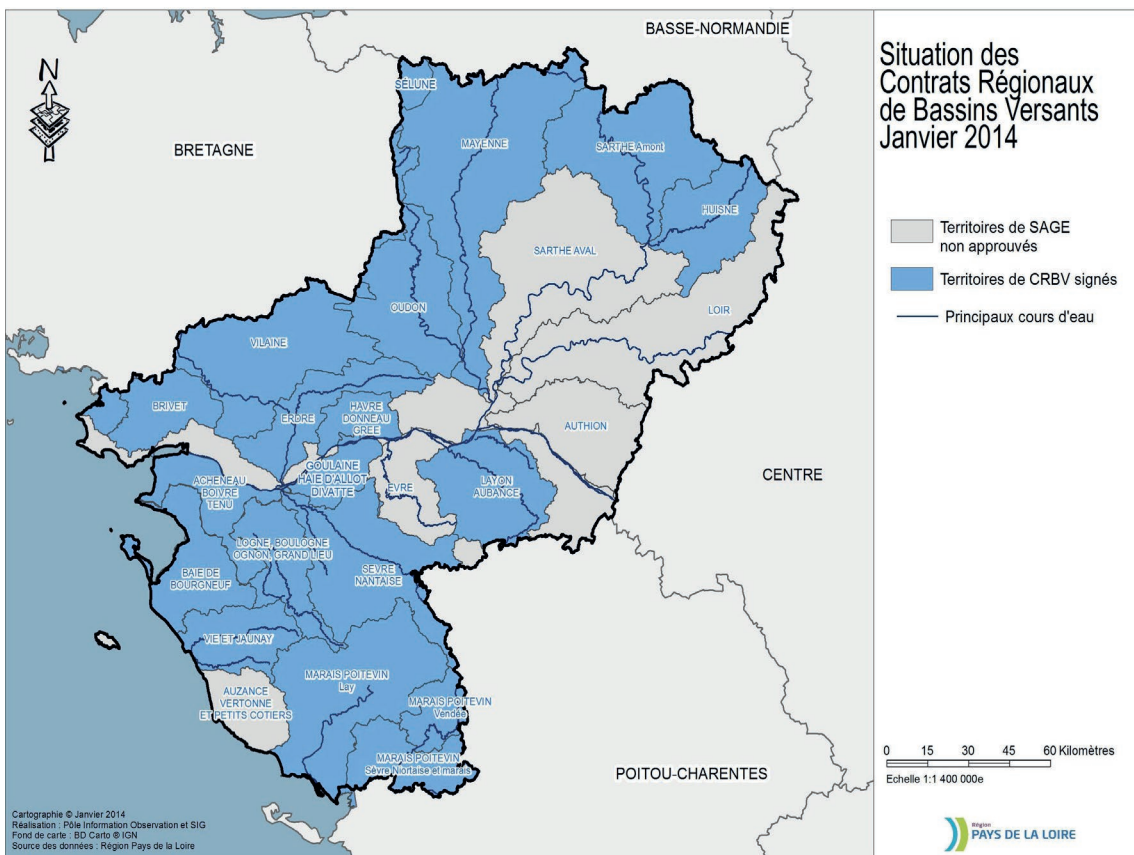 BASSE-NORMANDIE
Situation des
Contrats Régionaux
de Bassins Versants
Janvier 2014
N
SÉLUNE
BRETAGNE
MAYENNE
SARTHE Amont
HUISNE
Territoires de SAGE
non approuvés
SARTHE AVAL
Territoires de CRBV signés
OUDON
LOIR
Principaux cours d'eau
VILAINE
BRIVET
ERDRE
HAVRE
DONNEAU
GREE
AUTHION
GOULAINE
HAIE D'ALLOT
DIVATTE
CENTRE
ACHENEAU
BOIVRE
TENU
EVRE
LAYON
AUBANCE
LOGNE, BOULOGNE
OGNON, GRAND LIEU
BAIE DE
BOURGNEUF
SEVRE
NANTAISE
VIE ET JAUNAY
MARAIS POITEVIN
Lay
AUZANCE
VERTONNE
ET PETITS COTIERS
MARAIS POITEVIN
Vendée
MARAIS POITEVIN
Sèvre Niortaise et marais
POITOU-CHARENTES
0 15 30 45 60 Kilomètres
Echelle 1:1 400 000e
Cartographie © Janvier 2014
Réalisation : Pôle Information Observation et SIG
Fond de carte : BD Carto ® IGN
Source des données : Région Pays de la Loire
Région
PAYS DE LA LOIRE